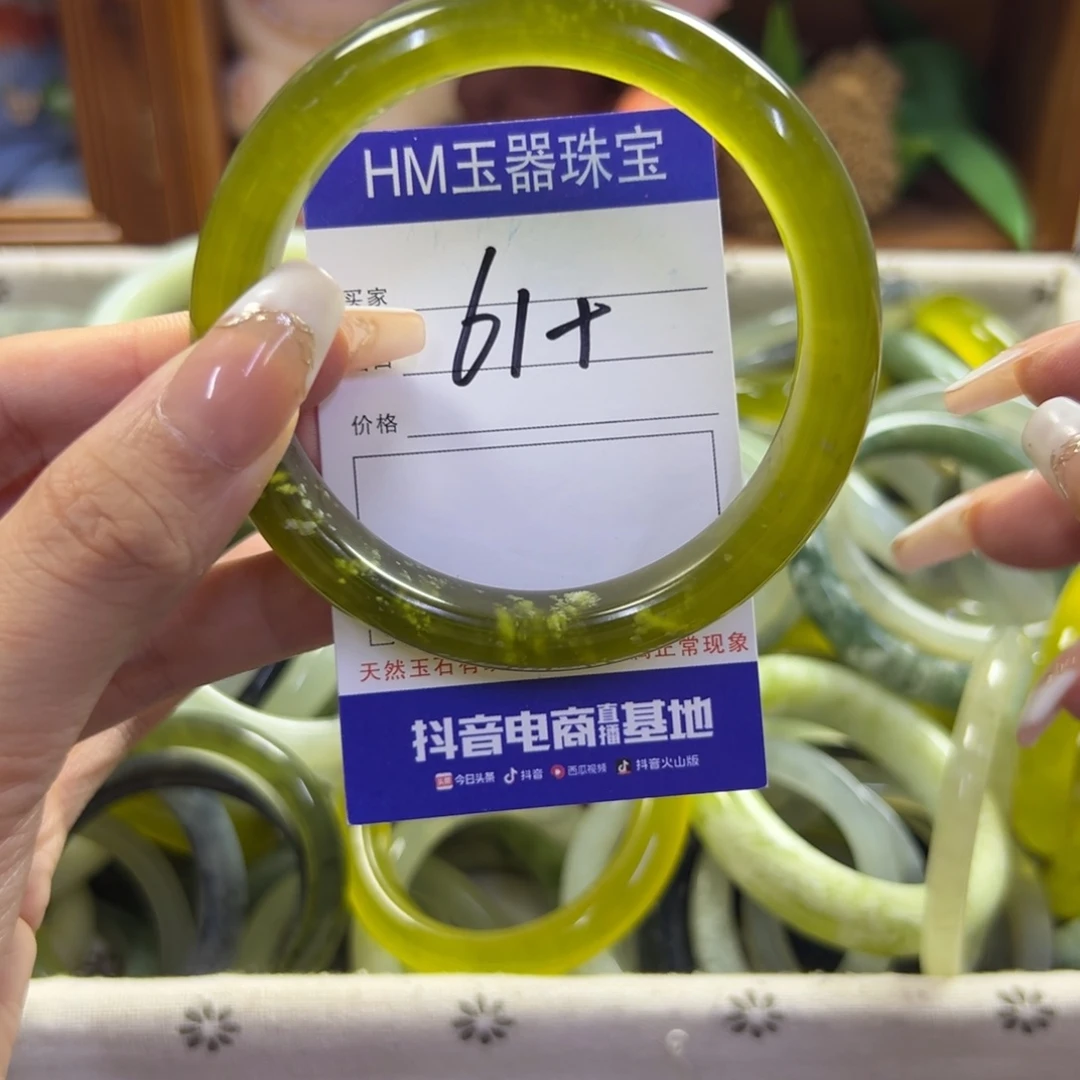 HM玉器珠宝
买家
61+
价格
天然玉石有
正常现象
抖音电商直播基地
今日头条 抖音 西瓜视频 抖音火山版